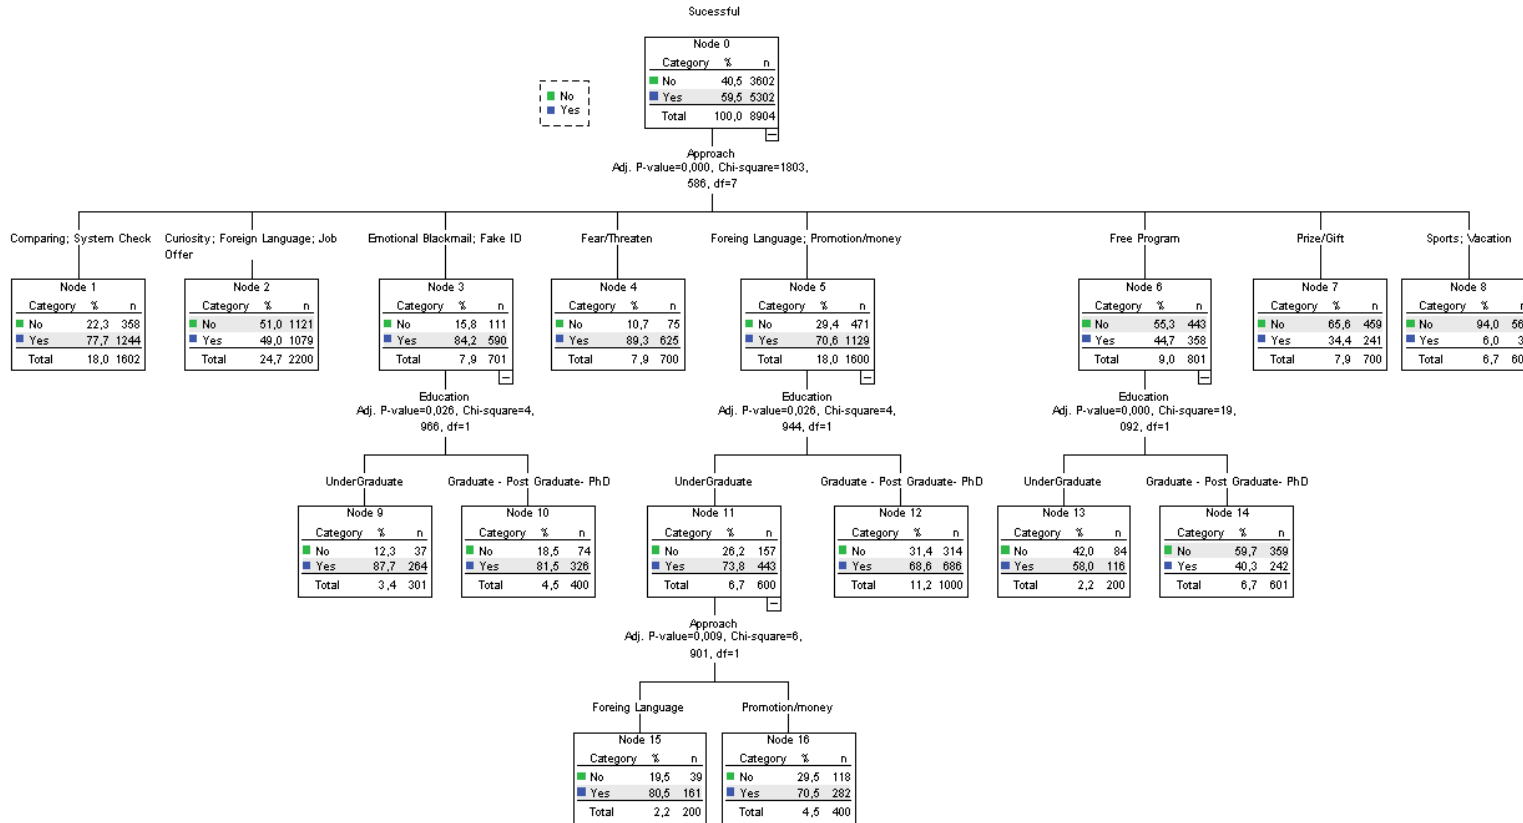 Sucessful
Node 0
Category % n
No 40,5 3602
Yes 59,5 5302
Total 100,0 8904
No
Yes
Approach
Adj. P-value=0,000, Chi-square=1803,
586, df=7
Comparing; System Check
Curiosity; Foreign Language; Job
Offer
Emotional Blackmail; Fake ID
Fear/Threaten
Foreing Language; Promotion/money
Free Program
Prize/Gift
Sports; Vacation
Node 1
Category % n
No 22,3 358
Yes 77,7 1244
Total 18,0 1602
Node 2
Category % n
No 51,0 1121
Yes 49,0 1079
Total 24,7 2200
Node 3
Category % n
No 15,8 111
Yes 84,2 590
Total 7,9 701
Node 4
Category % n
No 10,7 75
Yes 89,3 625
Total 7,9 700
Node 5
Category % n
No 29,4 471
Yes 70,6 1129
Total 18,0 1600
Node 6
Category % n
No 55,3 443
Yes 44,7 358
Total 9,0 801
Node 7
Category % n
No 65,6 459
Yes 34,4 241
Total 7,9 700
Node 8
Category % n
No 94,0 56
Yes 6,0 3
Total 6,7 60
Education
Adj. P-value=0,026, Chi-square=4,
966, df=1
Education
Adj. P-value=0,026, Chi-square=4,
944, df=1
Education
Adj. P-value=0,000, Chi-square=19,
092, df=1
UnderGraduate
Graduate - Post Graduate- PhD
UnderGraduate
Graduate - Post Graduate- PhD
UnderGraduate
Graduate - Post Graduate- PhD
Node 9
Category % n
No 12,3 37
Yes 87,7 264
Total 3,4 301
Node 10
Category % n
No 18,5 74
Yes 81,5 326
Total 4,5 400
Node 11
Category % n
No 26,2 157
Yes 73,8 443
Total 6,7 600
Node 12
Category % n
No 31,4 314
Yes 68,6 686
Total 11,2 1000
Node 13
Category % n
No 42,0 84
Yes 58,0 116
Total 2,2 200
Node 14
Category % n
No 59,7 359
Yes 40,3 242
Total 6,7 601
Approach
Adj. P-value=0,009, Chi-square=6,
901, df=1
Foreing Language
Promotion/money
Node 15
Category % n
No 19,5 39
Yes 80,5 161
Total 2,2 200
Node 16
Category % n
No 29,5 118
Yes 70,5 282
Total 4,5 400